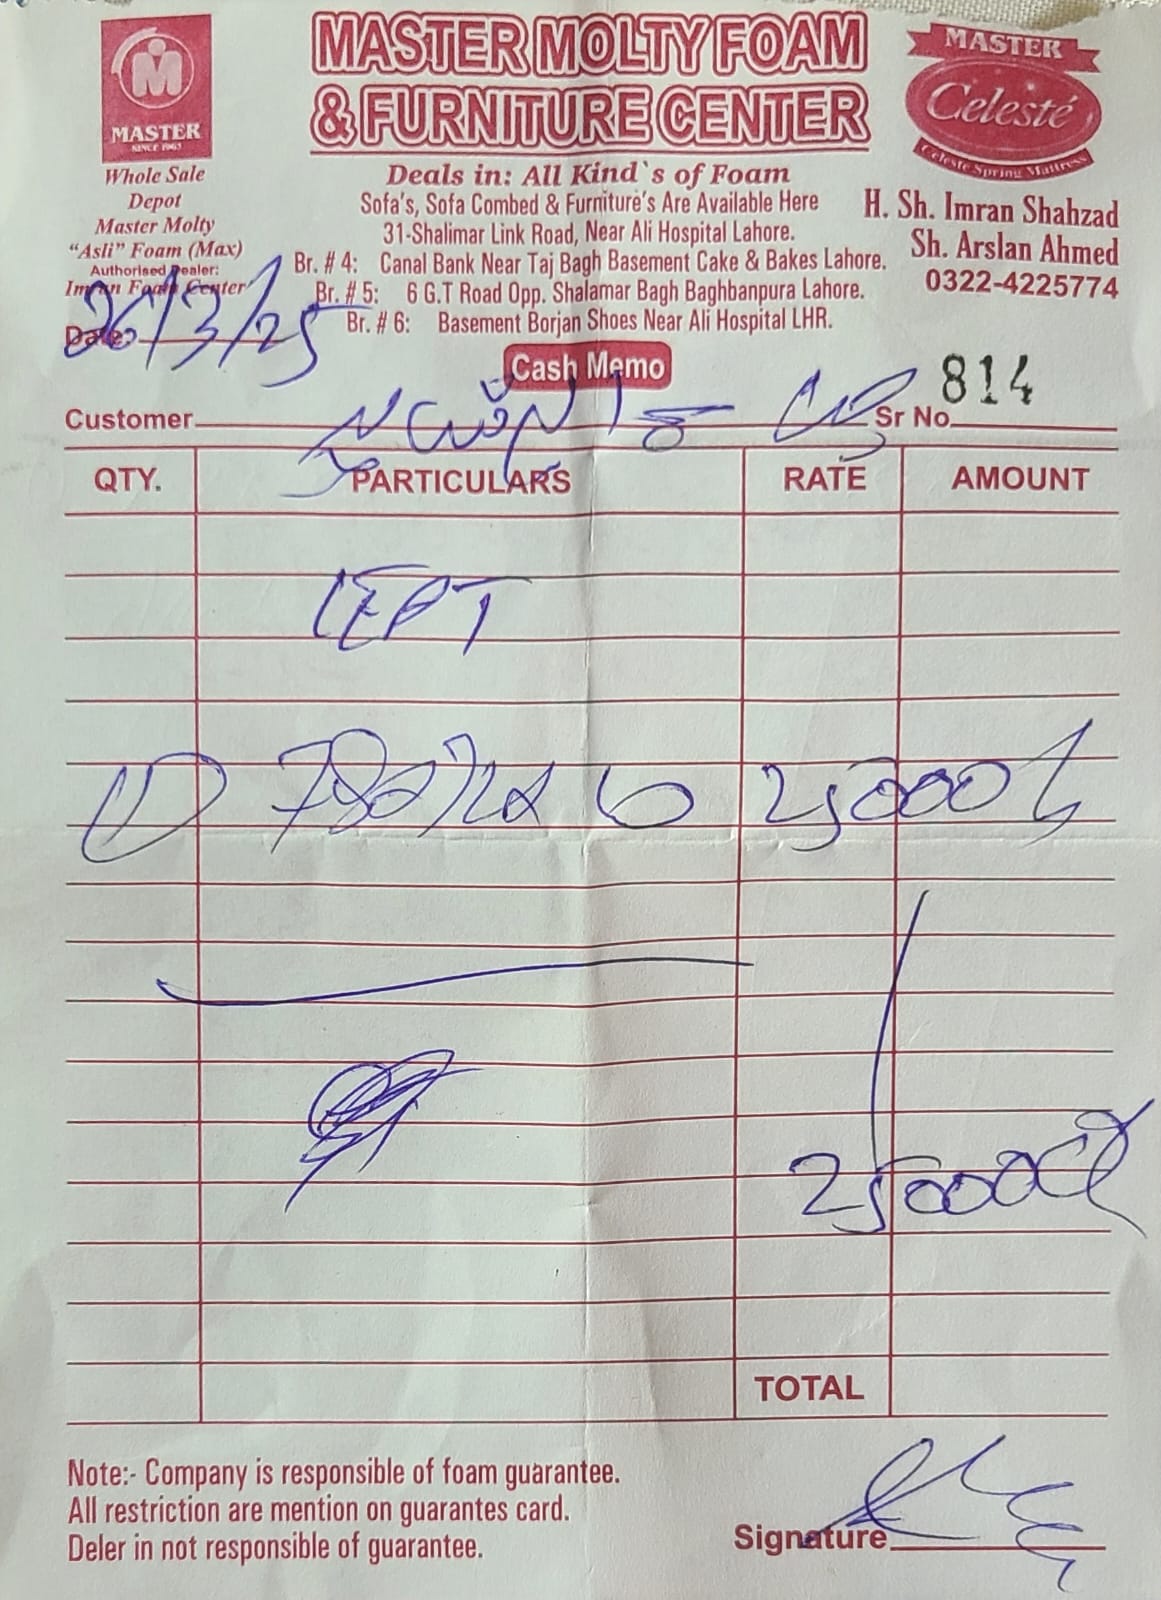 MASTER MOLTY FOAM
& FURNITURE CENTER
M
MASTER
SINCE 1963
Whole Sale
Depot
Master Molty
"Asli" Foam (Max)
Authorised Dealer:
Imran Foam Center
MASTER
Celesté
Celeste Spring Mattress
Deals in: All Kind`s of Foam
Sofa's, Sofa Combed & Furniture's Are Available Here
31-Shalimar Link Road, Near Ali Hospital Lahore.
Br. # 4: Canal Bank Near Taj Bagh Basement Cake & Bakes Lahore.
Br. # 5: 6 G.T Road Opp. Shalamar Bagh Baghbanpura Lahore.
Br. # 6: Basement Borjan Shoes Near Ali Hospital LHR.
H. Sh. Imran Shahzad
Sh. Arslan Ahmed
0322-4225774
Date: 26/3/25
Cash Memo
Customer
Sr No. 814
QTY. PARTICULARS RATE AMOUNT
78x72x6 25000
25000
TOTAL
Note:- Company is responsible of foam guarantee.
All restriction are mention on guarantes card.
Deler in not responsible of guarantee.
Signature